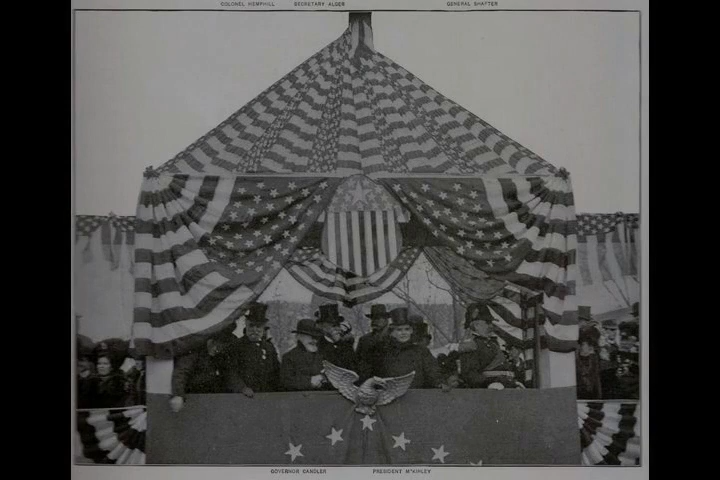 COLONEL HEMPHILL SECRETARY ALGER GENERAL SHAFTER
GOVERNOR CANDLER PRESIDENT McKINLEY